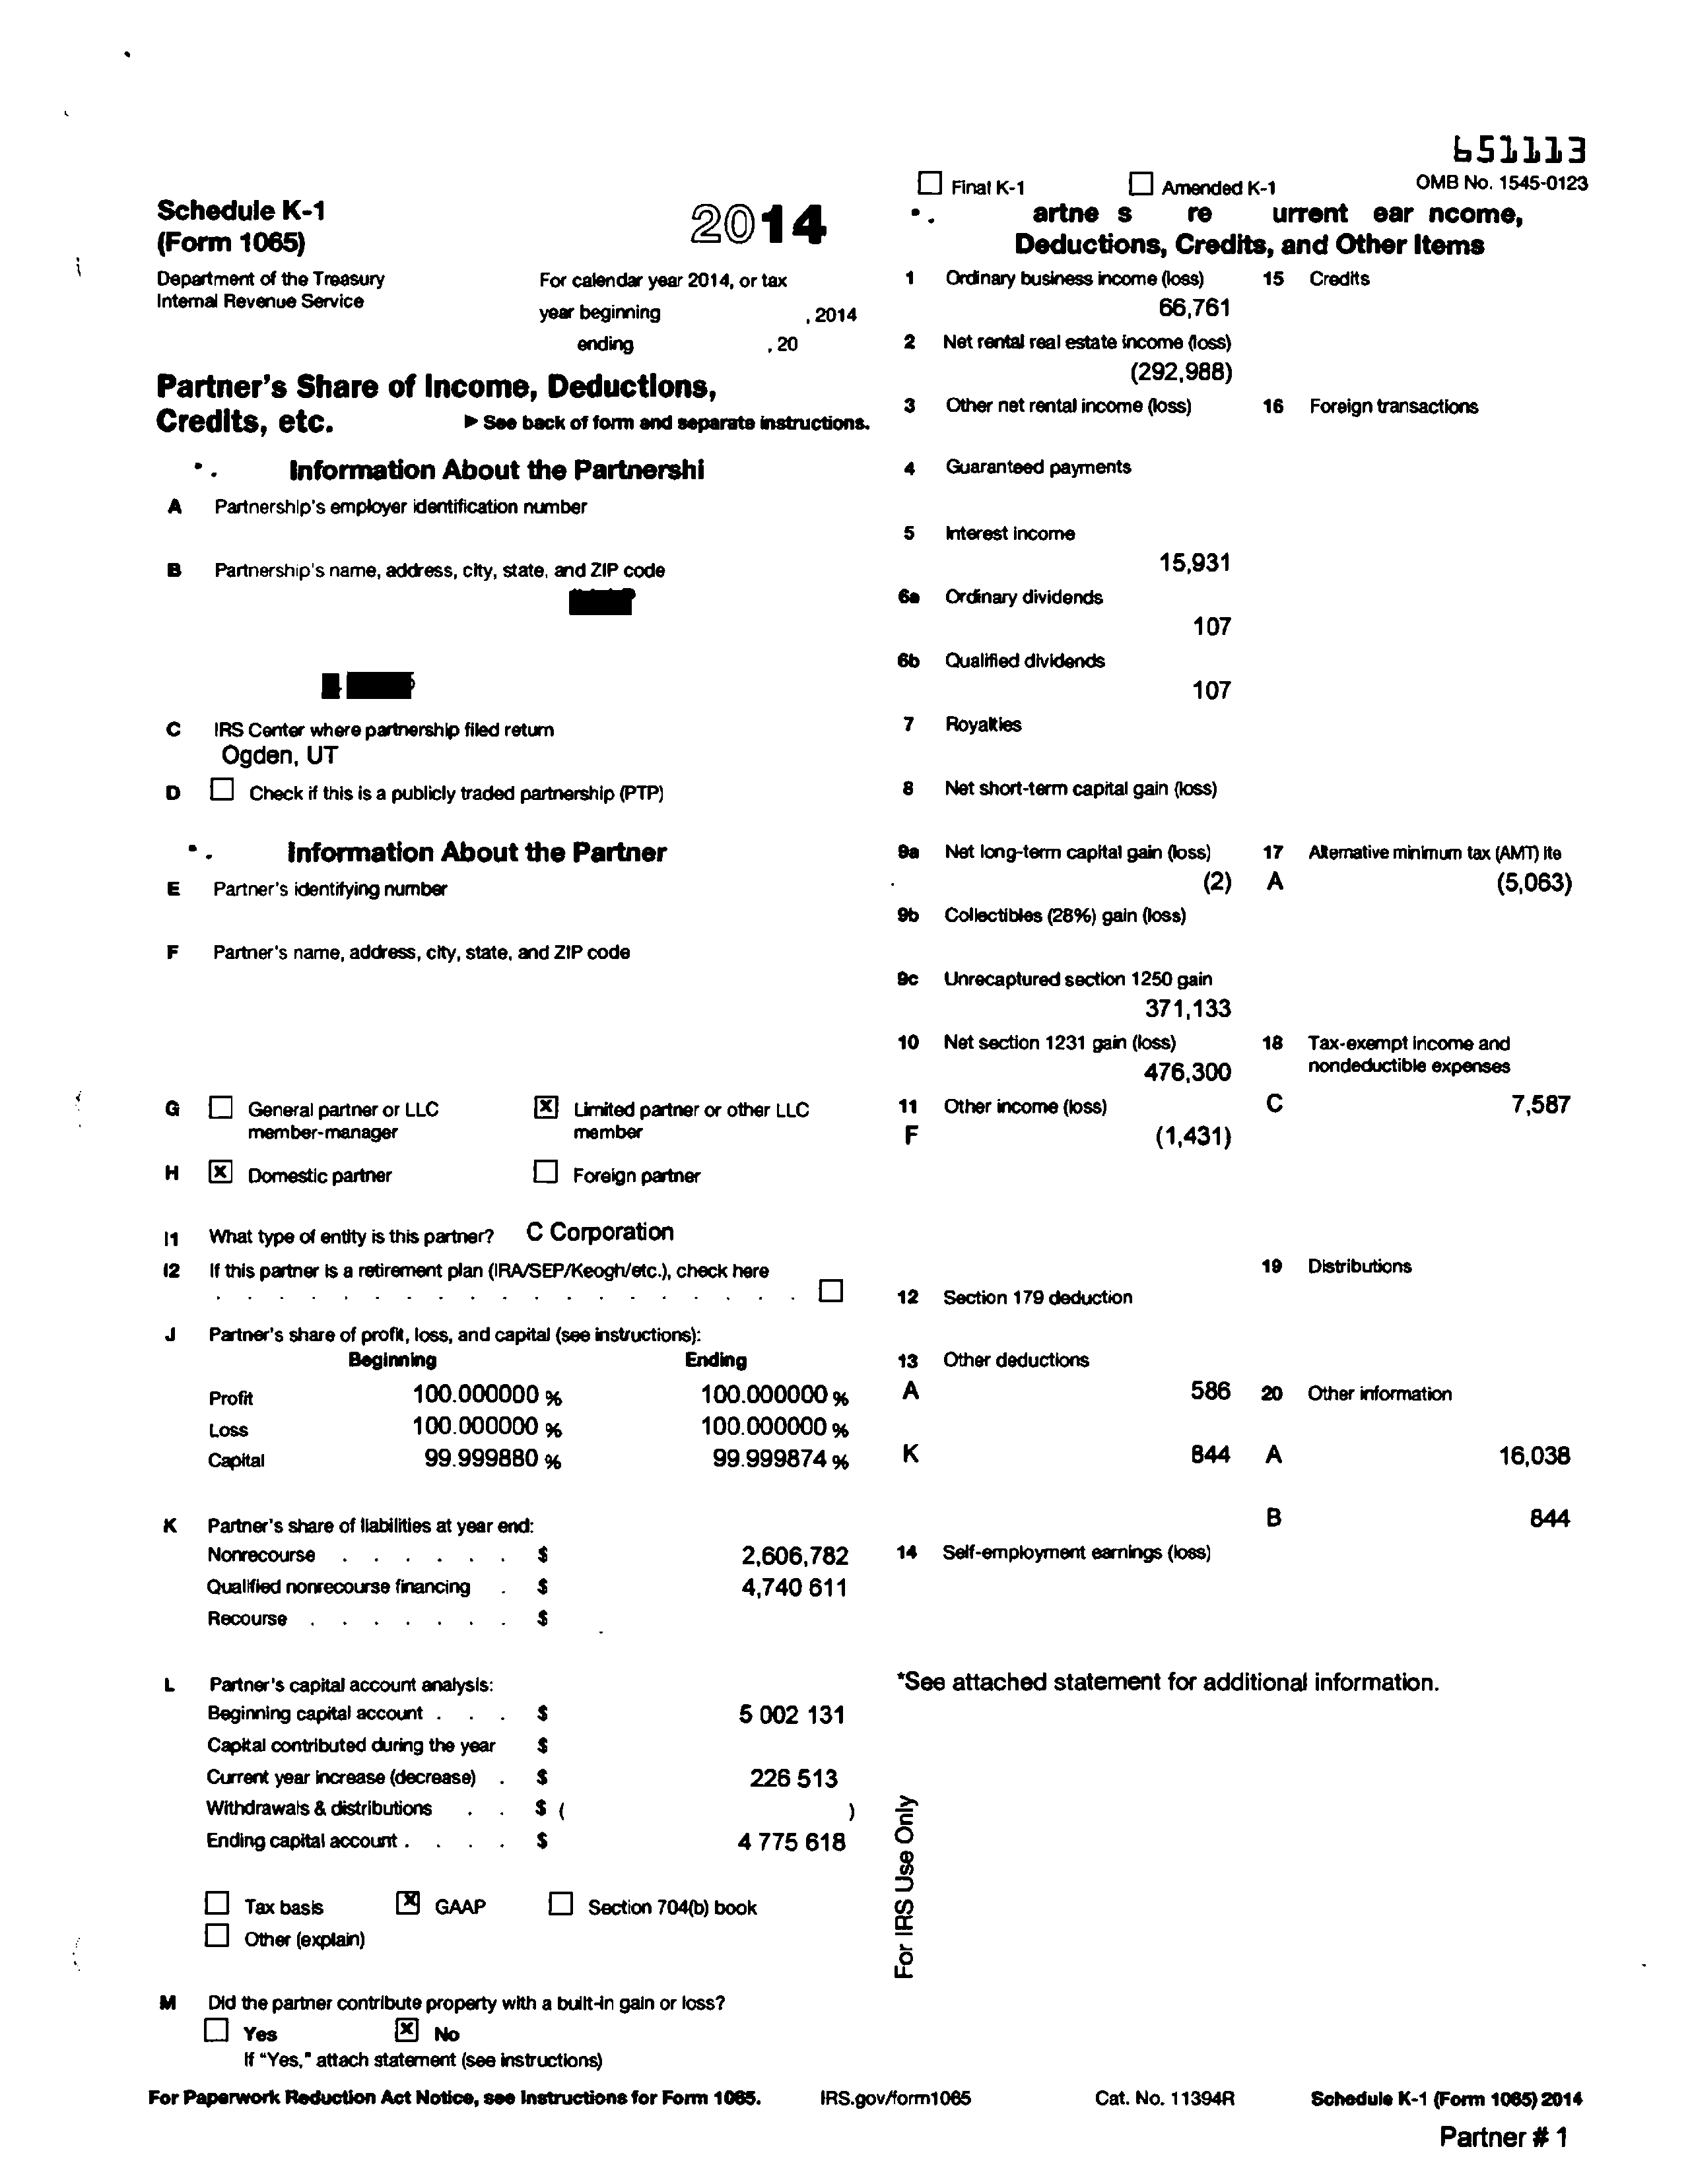 651113
Final K-1 Amended K-1 OMB No. 1545-0123
Schedule K-1
(Form 1065)
2014
Department of the Treasury
Internal Revenue Service
For calendar year 2014, or tax
year beginning , 2014
ending , 20
Partner's Share of Income, Deductions,
Credits, etc. ► See back of form and separate instructions.
Information About the Partnershi
A Partnership's employer identification number
B Partnership's name, address, city, state, and ZIP code
C IRS Center where partnership filed return
Ogden, UT
D Check if this is a publicly traded partnership (PTP)
Information About the Partner
E Partner's identifying number
F Partner's name, address, city, state, and ZIP code
G General partner or LLC
member-manager
X Limited partner or other LLC
member
H X Domestic partner Foreign partner
I1 What type of entity is this partner? C Corporation
I2 If this partner is a retirement plan (IRA/SEP/Keogh/etc.), check here
J Partner's share of profit, loss, and capital (see instructions):
Beginning Ending
Profit 100.000000 % 100.000000 %
Loss 100.000000 % 100.000000 %
Capital 99.999880 % 99.999874 %
K Partner's share of liabilities at year end:
Nonrecourse . . . . . . $ 2,606,782
Qualified nonrecourse financing . $ 4,740 611
Recourse . . . . . . . $
L Partner's capital account analysis:
Beginning capital account . . . $ 5 002 131
Capital contributed during the year $
Current year increase (decrease) . $ 226 513
Withdrawals & distributions . . $ ( )
Ending capital account . . . . $ 4 775 618
Tax basis X GAAP Section 704(b) book
Other (explain)
M Did the partner contribute property with a built-in gain or loss?
Yes X No
If "Yes," attach statement (see instructions)
artne s re urrent ear ncome,
Deductions, Credits, and Other Items
1 Ordinary business income (loss)
66,761
15 Credits
2 Net rental real estate income (loss)
(292,988)
3 Other net rental income (loss)
16 Foreign transactions
4 Guaranteed payments
5 Interest income
15,931
6a Ordinary dividends
107
6b Qualified dividends
107
7 Royalties
8 Net short-term capital gain (loss)
9a Net long-term capital gain (loss)
(2)
17 Alternative minimum tax (AMT) ite
A (5,063)
9b Collectibles (28%) gain (loss)
9c Unrecaptured section 1250 gain
371,133
10 Net section 1231 gain (loss)
476,300
18 Tax-exempt income and
nondeductible expenses
C 7,587
11 Other income (loss)
F (1,431)
19 Distributions
12 Section 179 deduction
13 Other deductions
A 586
20 Other information
K 844
A 16,038
B 844
14 Self-employment earnings (loss)
*See attached statement for additional information.
For IRS Use Only
For Paperwork Reduction Act Notice, see Instructions for Form 1065. IRS.gov/form1065 Cat. No. 11394R Schedule K-1 (Form 1065) 2014
Partner # 1